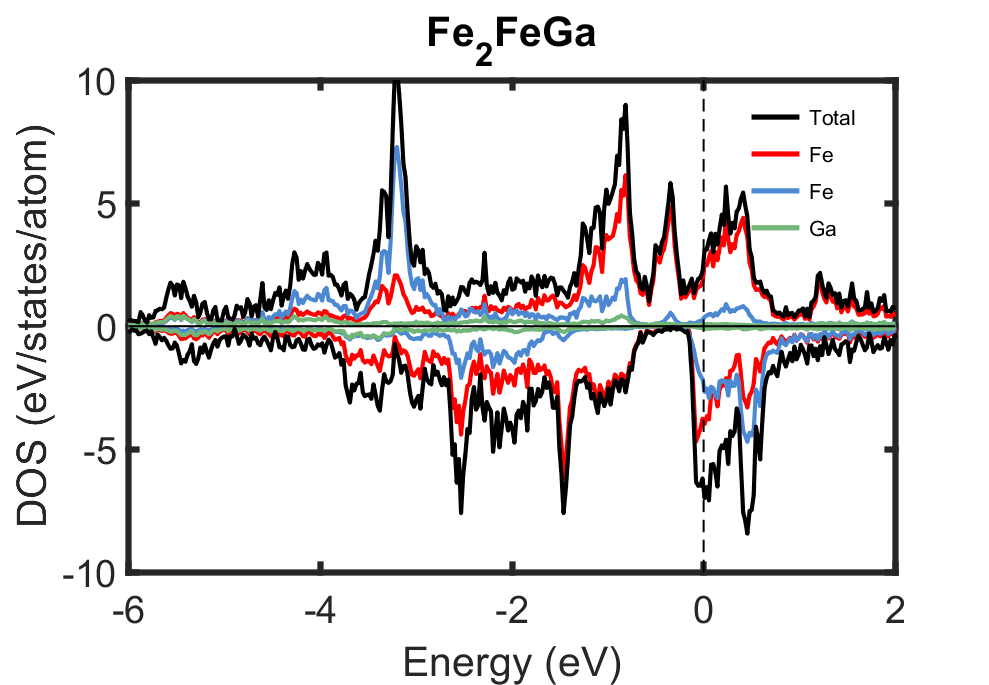 Fe₂FeGa
DOS (eV/states/atom)
10
5
0
-5
-10
Total
Fe
Fe
Ga
-6 -4 -2 0 2
Energy (eV)